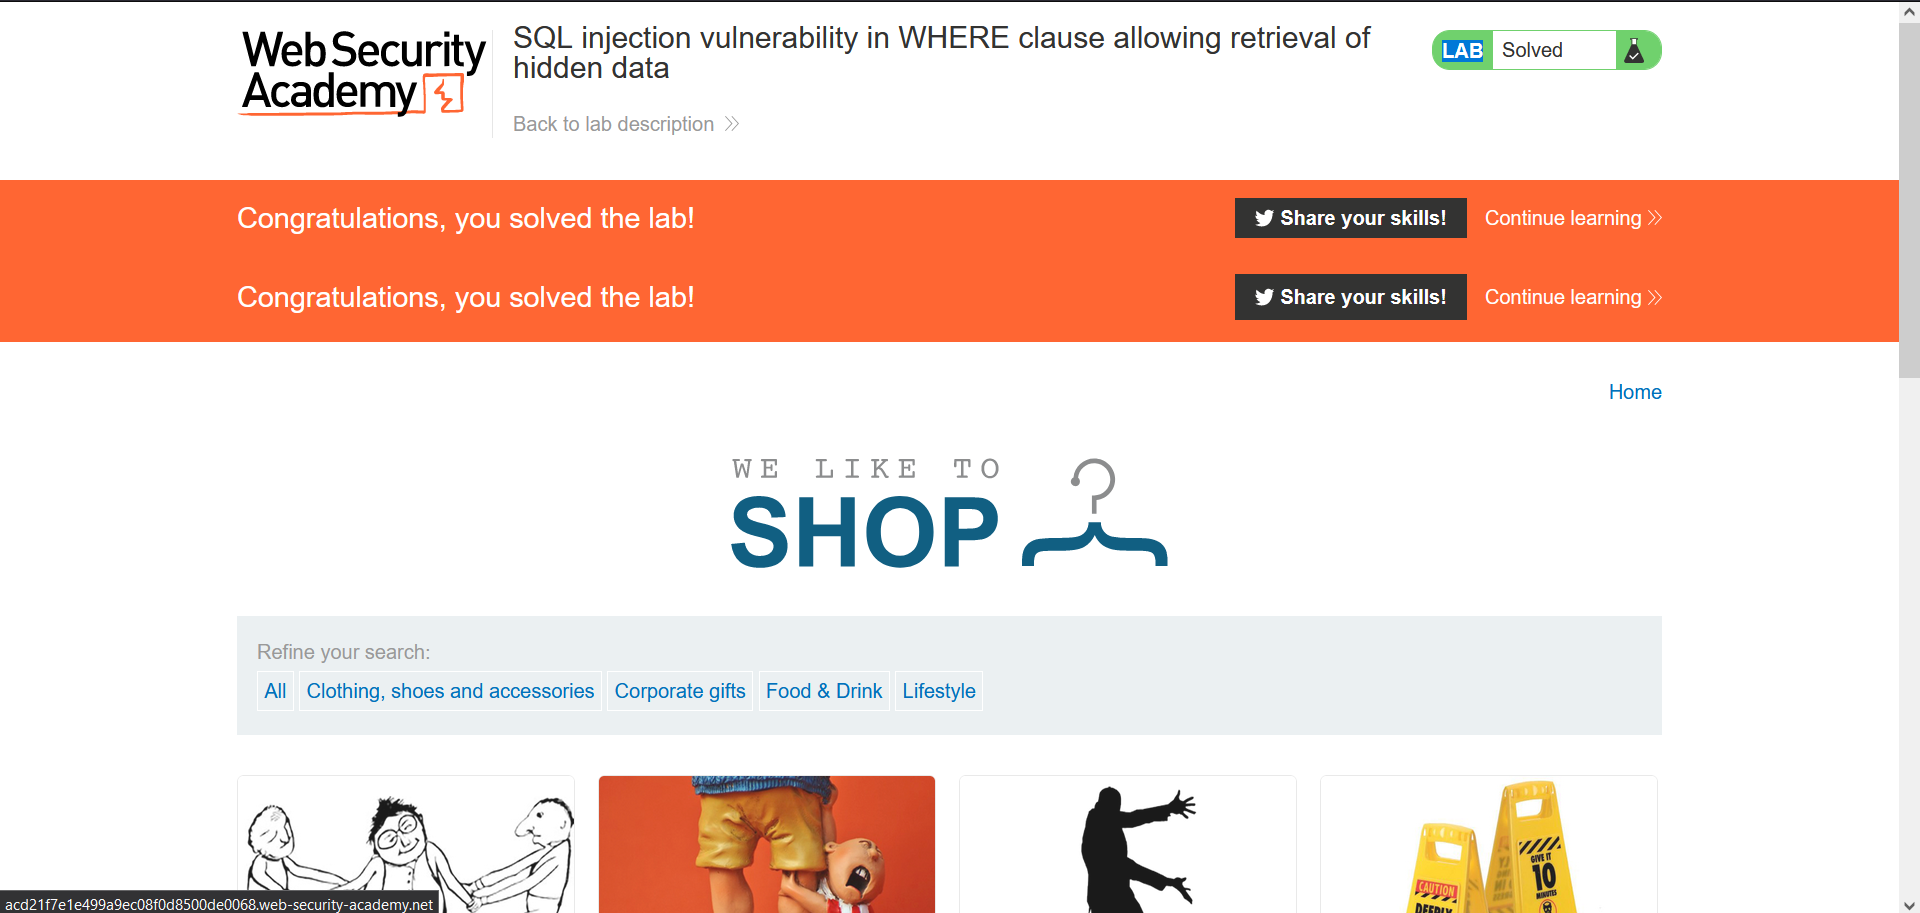 Web Security
Academy
SQL injection vulnerability in WHERE clause allowing retrieval of
hidden data
LAB Solved
Back to lab description
Congratulations, you solved the lab!
Share your skills! Continue learning
Congratulations, you solved the lab!
Share your skills! Continue learning
Home
WE LIKE TO
SHOP
Refine your search:
All Clothing, shoes and accessories Corporate gifts Food & Drink Lifestyle
CAUTION
DEEPLY
GIVE IT
10
MINUTES
acd21f7e1e499a9ec08f0d8500de0068.web-security-academy.net